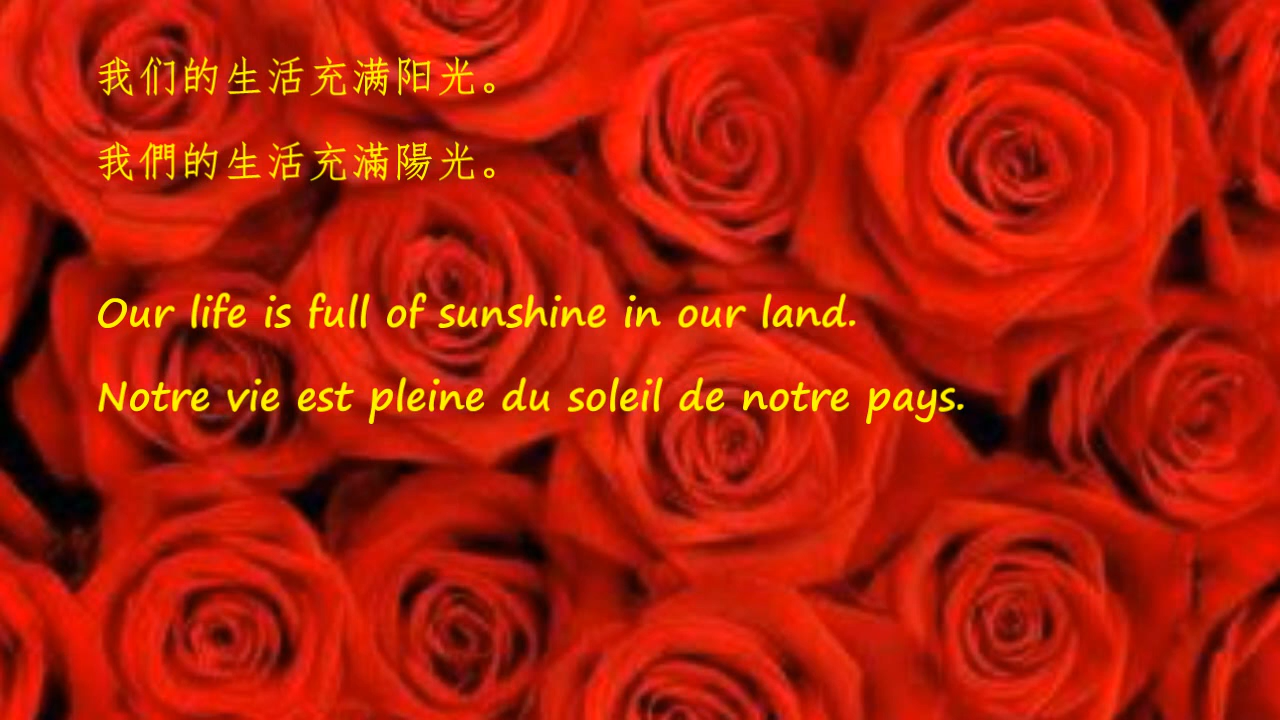 我们的生活充满阳光。
我們的生活充滿陽光。
Our life is full of sunshine in our land.
Notre vie est pleine du soleil de notre pays.